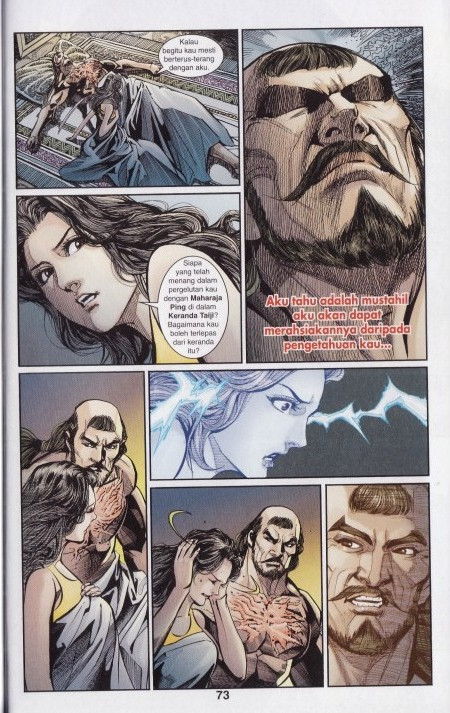 Kalau
begitu kau mesti
berterus-terang
dengan aku.
Aku tahu adalah mustahil
aku akan dapat
merahsiakannya daripada
pengetahuan kau...
Siapa
yang telah
menang dalam
pergelutan kau
dengan Maharaja
Ping di dalam
Keranda Taiji?
Bagaimana kau
boleh terlepas
dari keranda
itu?
73